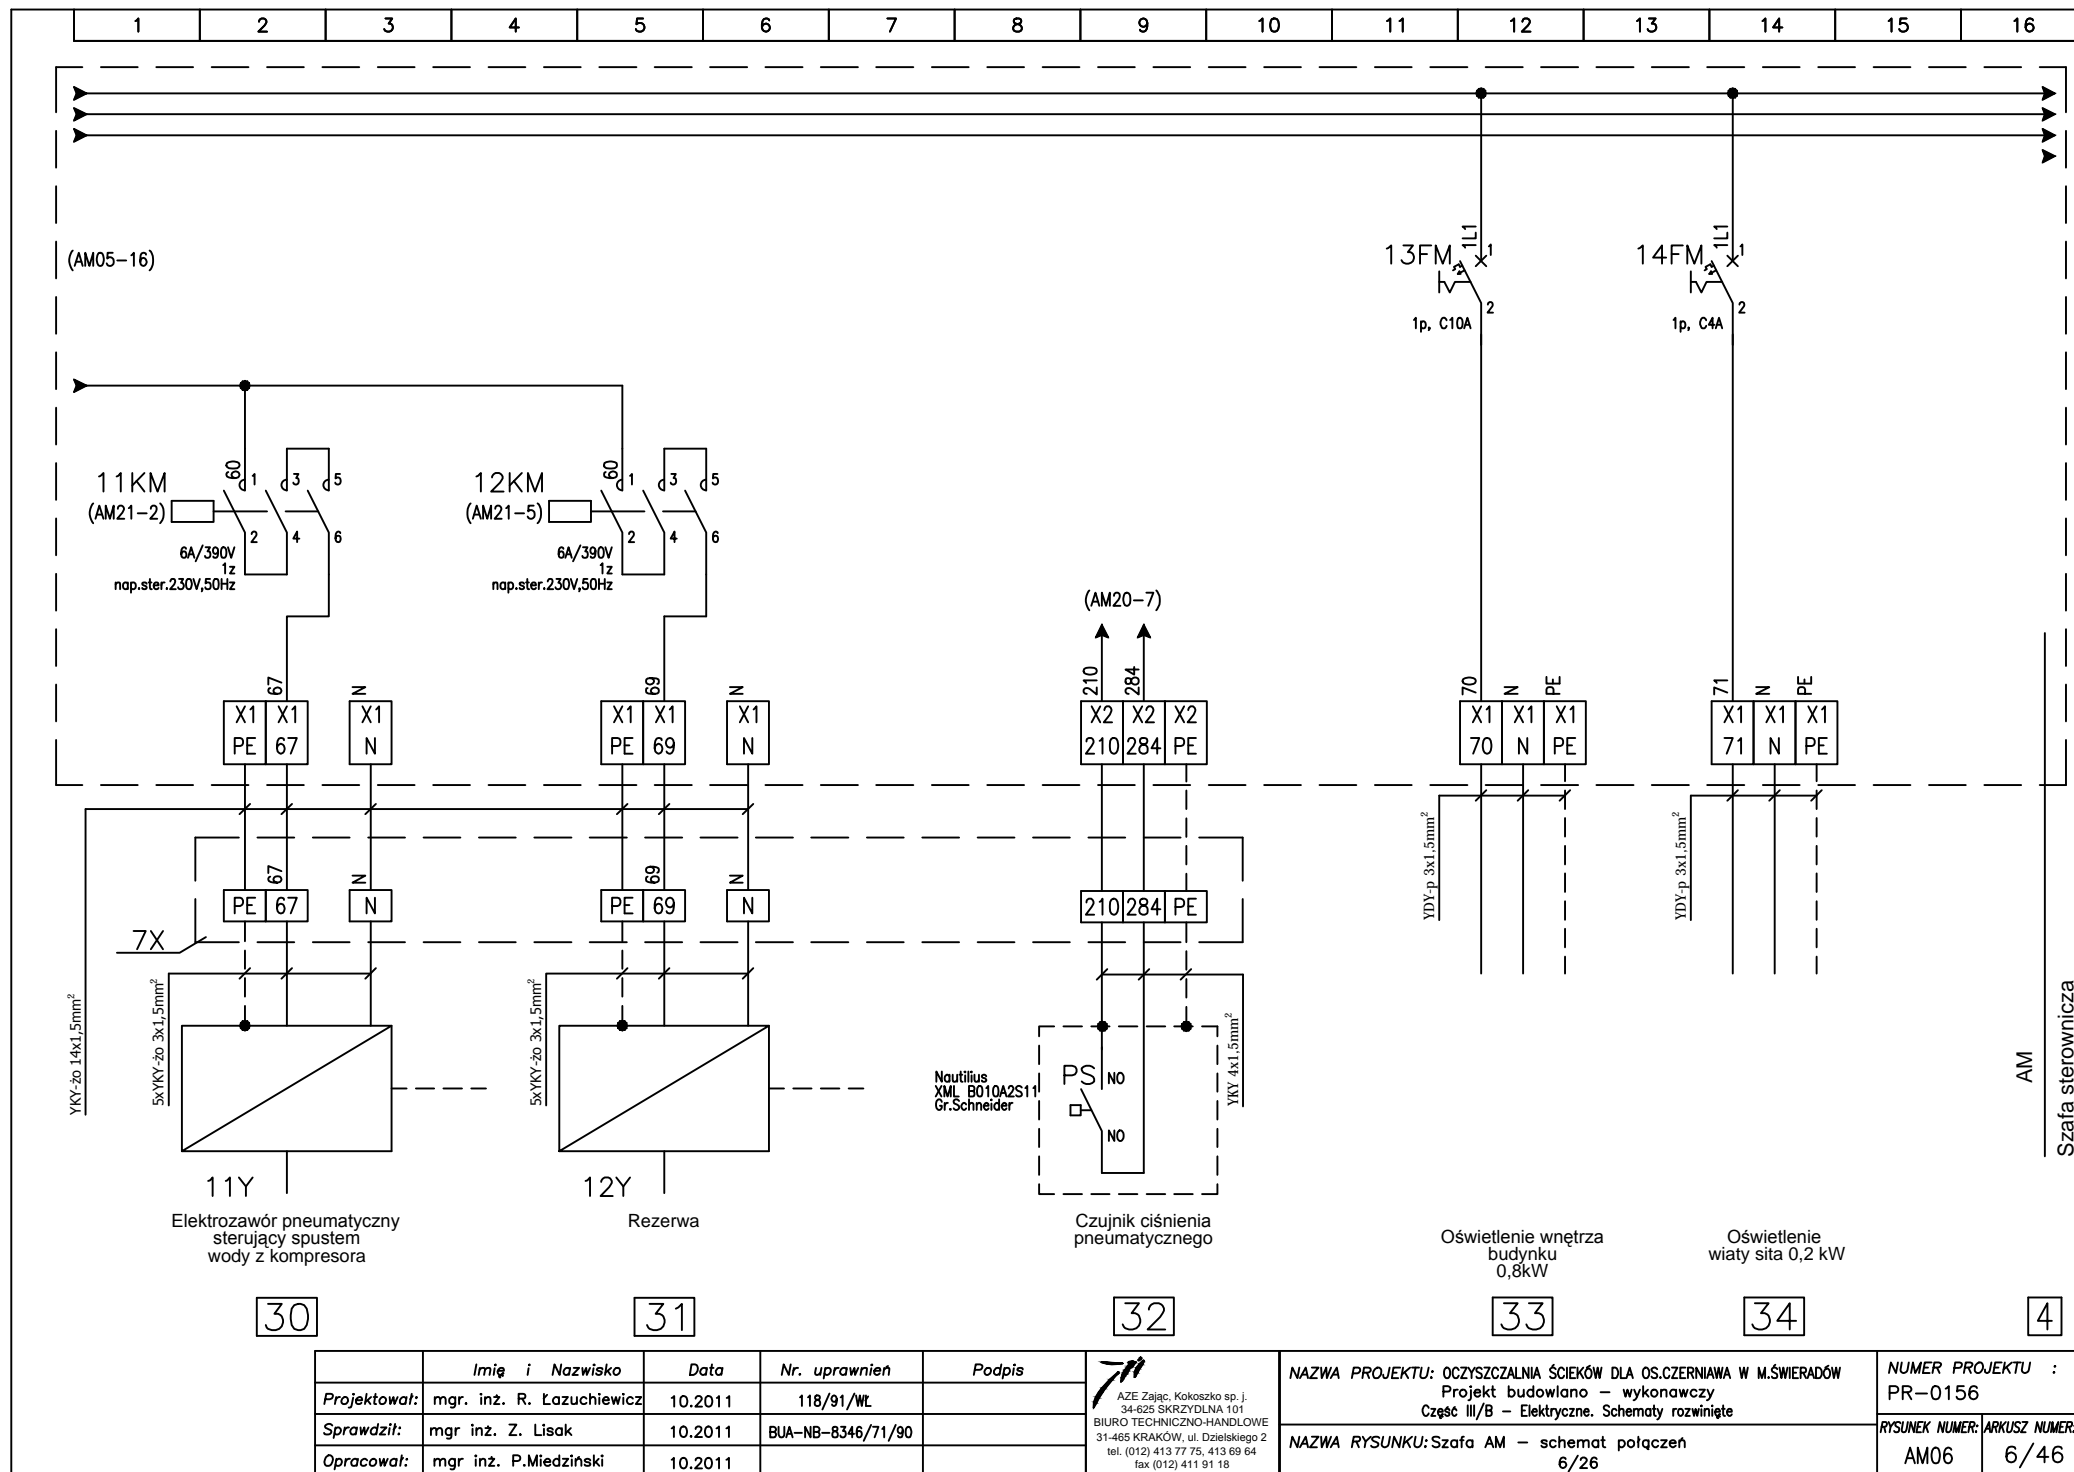 1 2 3 4 5 6 7 8 9 10 11 12 13 14 15 16
(AM05-16)
13FM
1L1
1
2
1p, C10A
14FM
1L1
1
2
1p, C4A
11KM
(AM21-2)
60
1 3 5
2 4 6
6A/390V
1z
nap.ster.230V,50Hz
12KM
(AM21-5)
60
1 3 5
2 4 6
6A/390V
1z
nap.ster.230V,50Hz
(AM20-7)
67 N 69 N 210 284 70 N PE 71 N PE
X1 X1 X1 X1 X1 X1 X2 X2 X2 X1 X1 X1 X1 X1 X1
PE 67 N PE 69 N 210 284 PE 70 N PE 71 N PE
YDY-p 3x1,5mm²
YDY-p 3x1,5mm²
67 N 69 N
PE 67 N PE 69 N 210 284 PE
7X
YKY-żo 14x1,5mm²
5xYKY-żo 3x1,5mm²
5xYKY-żo 3x1,5mm²
YKY 4x1,5mm²
Nautilius
XML B010A2S11
Gr.Schneider
PS
NO
NO
AM
Szafa sterownicza
11Y
Elektrozawór pneumatyczny
sterujący spustem
wody z kompresora
12Y
Rezerwa
Czujnik ciśnienia
pneumatycznego
Oświetlenie wnętrza
budynku
0,8kW
Oświetlenie
wiaty sita 0,2 kW
30 31 32 33 34 4
Imię i Nazwisko Data Nr. uprawnień Podpis
Projektował: mgr. inż. R. Łazuchiewicz 10.2011 118/91/WŁ
Sprawdził: mgr inż. Z. Lisak 10.2011 BUA-NB-8346/71/90
Opracował: mgr inż. P.Miedziński 10.2011
AZE Zając, Kokoszko sp. j.
34-625 SKRZYDLNA 101
BIURO TECHNICZNO-HANDLOWE
31-465 KRAKÓW, ul. Dzielskiego 2
tel. (012) 413 77 75, 413 69 64
fax (012) 411 91 18
NAZWA PROJEKTU: OCZYSZCZALNIA ŚCIEKÓW DLA OS.CZERNIAWA W M.ŚWIERADÓW
Projekt budowlano - wykonawczy
Część III/B - Elektryczne. Schematy rozwinięte
NAZWA RYSUNKU: Szafa AM - schemat połączeń
6/26
NUMER PROJEKTU :
PR-0156
RYSUNEK NUMER: ARKUSZ NUMER:
AM06 6/46